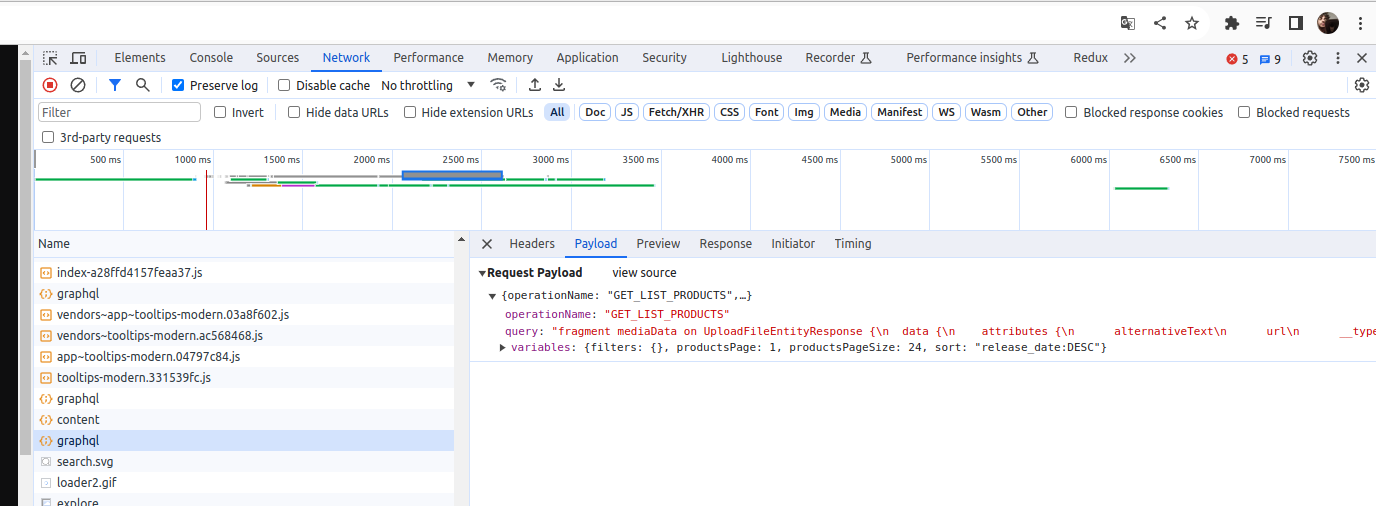 Elements Console Sources Network Performance Memory Application Security Lighthouse Recorder Performance insights Redux 5 9
Preserve log Disable cache No throttling
Filter Invert Hide data URLs Hide extension URLs All Doc JS Fetch/XHR CSS Font Img Media Manifest WS Wasm Other Blocked response cookies Blocked requests
3rd-party requests
500 ms 1000 ms 1500 ms 2000 ms 2500 ms 3000 ms 3500 ms 4000 ms 4500 ms 5000 ms 5500 ms 6000 ms 6500 ms 7000 ms 7500 ms
Name
index-a28ffd4157feaa37.js
graphql
vendors~app~tooltips-modern.03a8f602.js
vendors~tooltips-modern.ac568468.js
app~tooltips-modern.04797c84.js
tooltips-modern.331539fc.js
graphql
content
graphql
search.svg
loader2.gif
explore
Headers Payload Preview Response Initiator Timing
Request Payload view source
{operationName: "GET_LIST_PRODUCTS",…}
operationName: "GET_LIST_PRODUCTS"
query: "fragment mediaData on UploadFileEntityResponse {\n data {\n attributes {\n alternativeText\n url\n __type
variables: {filters: {}, productsPage: 1, productsPageSize: 24, sort: "release_date:DESC"}